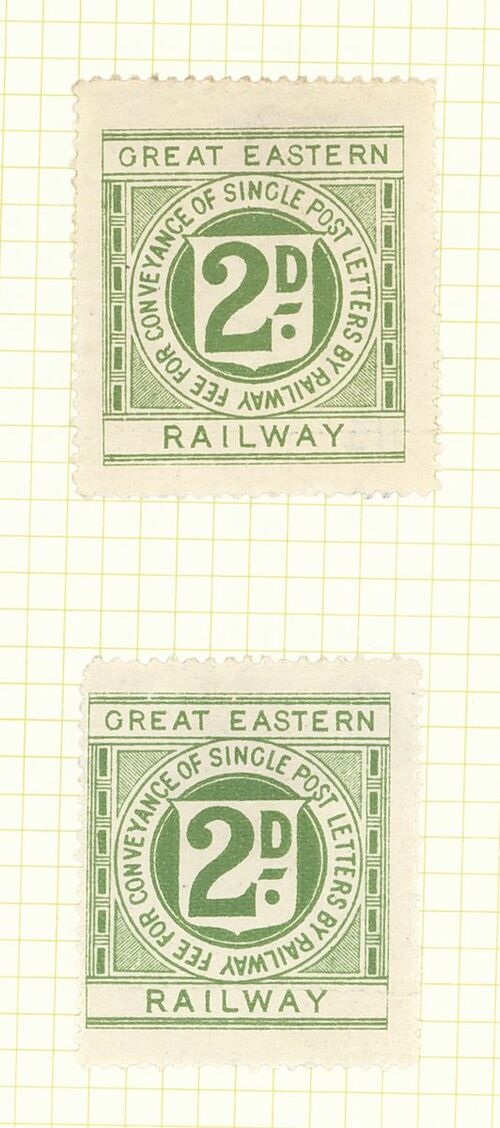 GREAT EASTERN
FEE FOR CONVEYANCE OF SINGLE POST LETTERS BY RAILWAY
2D.
RAILWAY
GREAT EASTERN
FEE FOR CONVEYANCE OF SINGLE POST LETTERS BY RAILWAY
2D.
RAILWAY